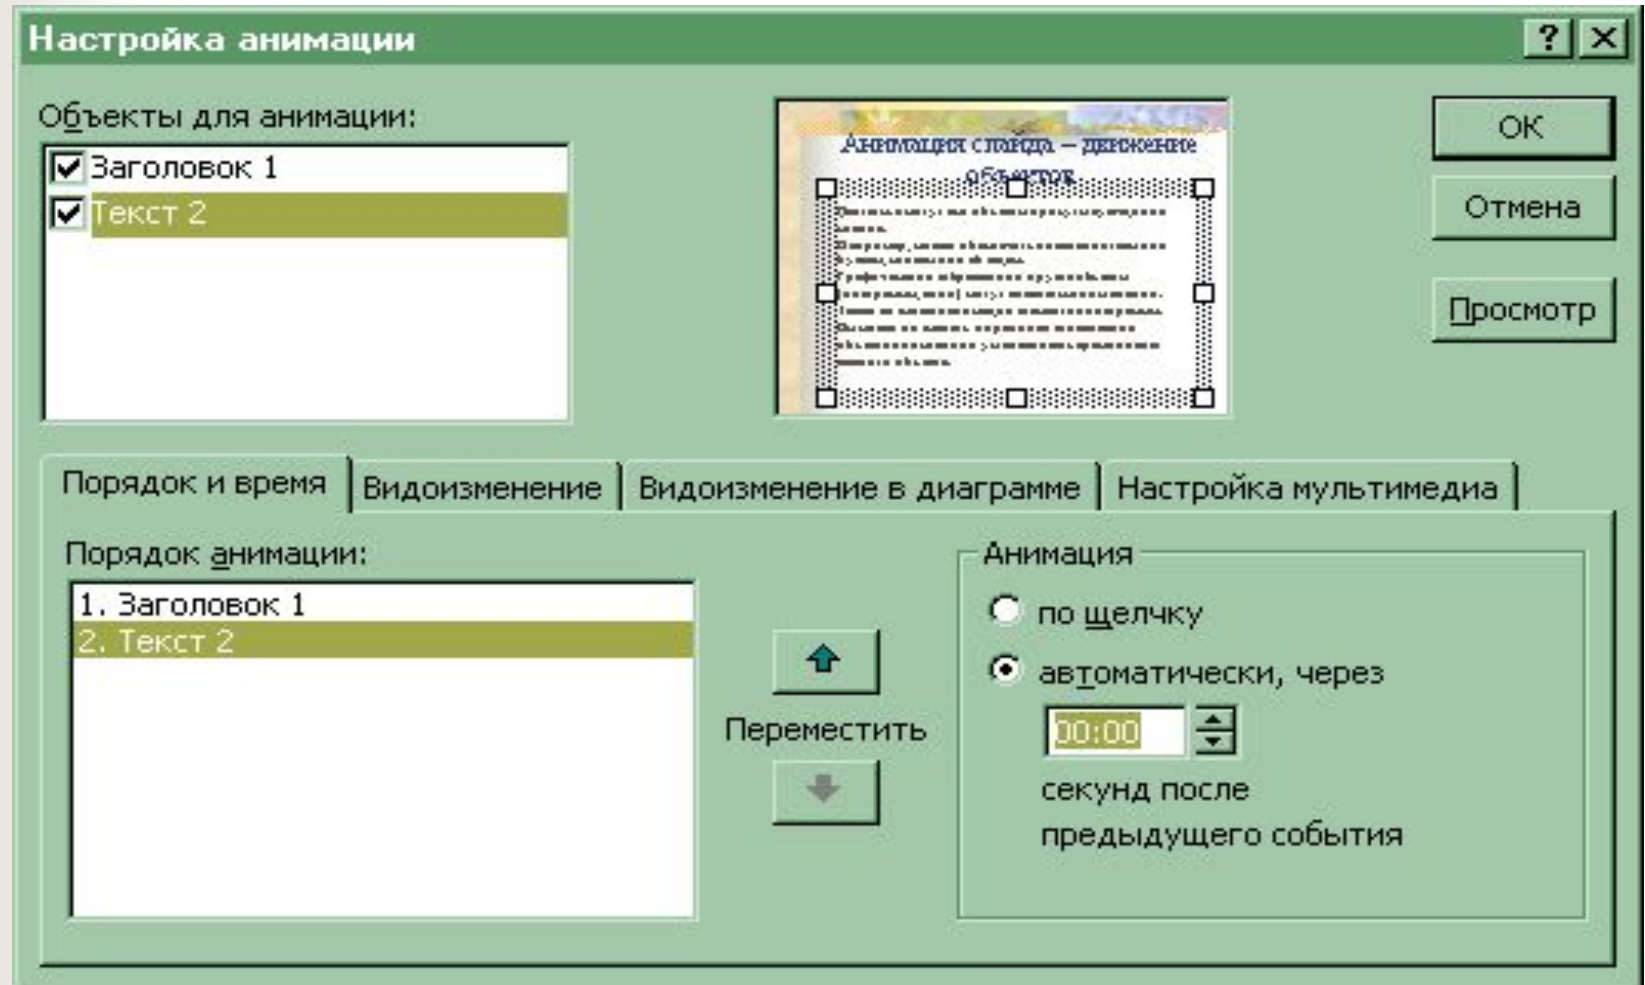 Настройка анимации
Объекты для анимации:
Заголовок 1
Текст 2
Анимация слайда – движение
объектов
ОК
Отмена
Просмотр
Порядок и время
Видоизменение
Видоизменение в диаграмме
Настройка мультимедиа
Порядок анимации:
1. Заголовок 1
2. Текст 2
Переместить
Анимация
по щелчку
автоматически, через
00:00
секунд после
предыдущего события